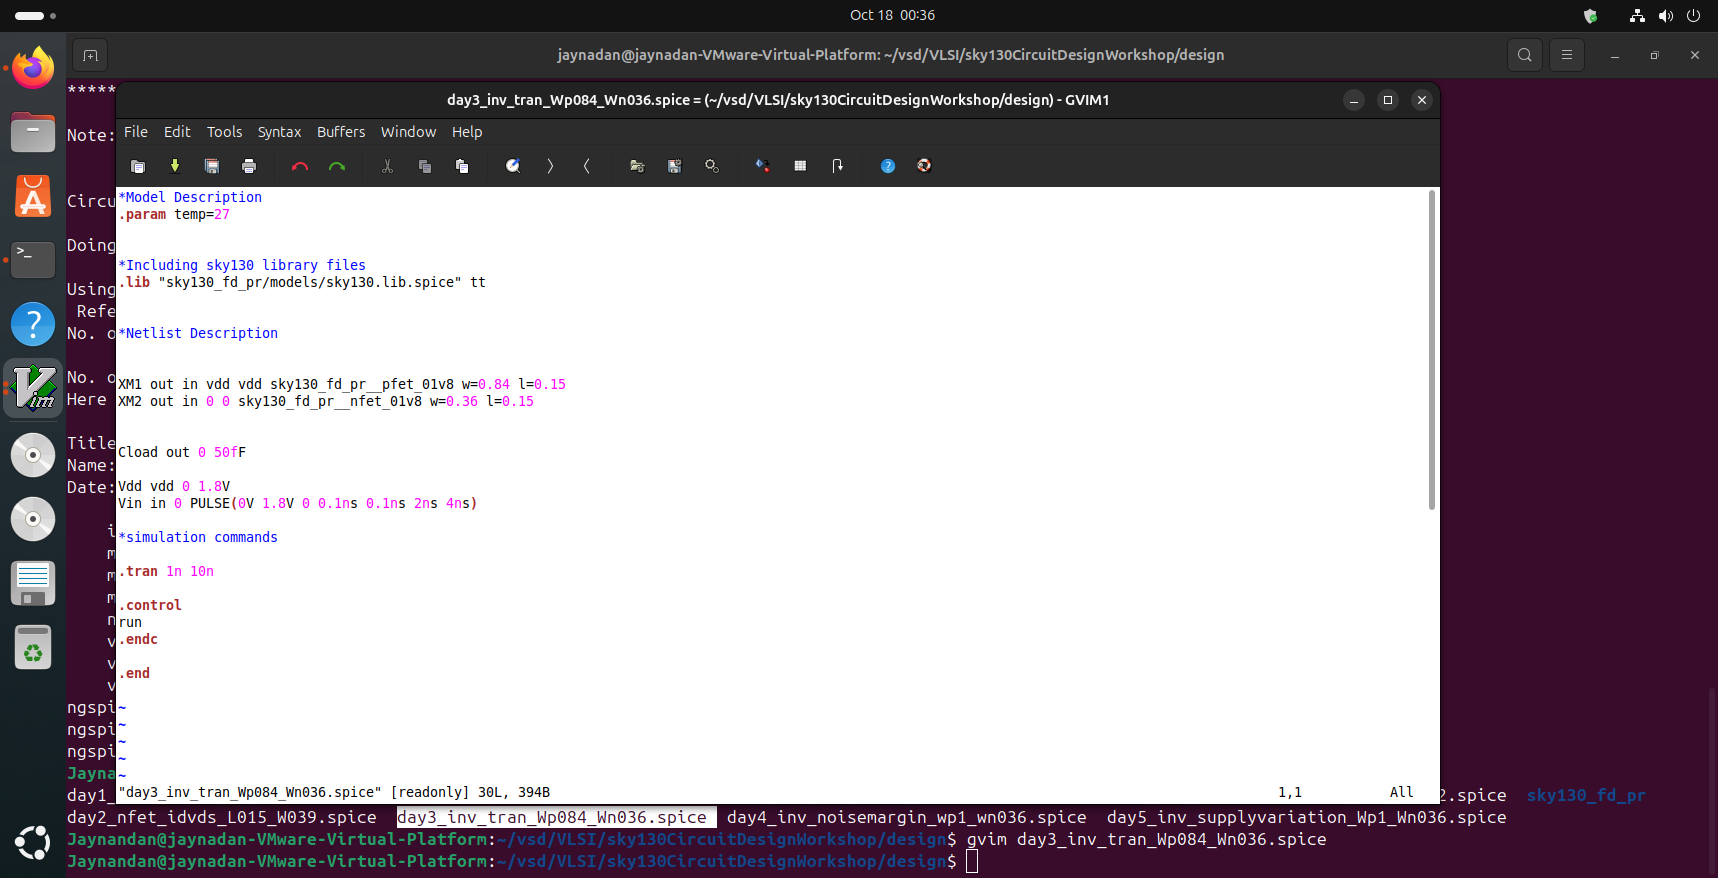 Oct 18 00:36
jaynadan@jaynadan-VMware-Virtual-Platform: ~/vsd/VLSI/sky130CircuitDesignWorkshop/design
*****
day3_inv_tran_Wp084_Wn036.spice = (~/vsd/VLSI/sky130CircuitDesignWorkshop/design) - GVIM1
File Edit Tools Syntax Buffers Window Help
Note:
Circu
Doing
Using
Refe
No. o
No. o
Here
Title
Name:
Date:
i
m
m
m
n
v
v
v
ngspi
ngspi
ngspi
Jayna
*Model Description
.param temp=27
*Including sky130 library files
.lib "sky130_fd_pr/models/sky130.lib.spice" tt
*Netlist Description
XM1 out in vdd vdd sky130_fd_pr__pfet_01v8 w=0.84 l=0.15
XM2 out in 0 0 sky130_fd_pr__nfet_01v8 w=0.36 l=0.15
Cload out 0 50fF
Vdd vdd 0 1.8V
Vin in 0 PULSE(0V 1.8V 0 0.1ns 0.1ns 2ns 4ns)
*simulation commands
.tran 1n 10n
.control
run
.endc
.end
~
~
~
~
~
"day3_inv_tran_Wp084_Wn036.spice" [readonly] 30L, 394B 1,1 All
day1_ 2.spice sky130_fd_pr
day2_nfet_idvds_L015_W039.spice day3_inv_tran_Wp084_Wn036.spice day4_inv_noisemargin_wp1_wn036.spice day5_inv_supplyvariation_Wp1_Wn036.spice
Jaynandan@jaynadan-VMware-Virtual-Platform:~/vsd/VLSI/sky130CircuitDesignWorkshop/design$ gvim day3_inv_tran_Wp084_Wn036.spice
Jaynandan@jaynadan-VMware-Virtual-Platform:~/vsd/VLSI/sky130CircuitDesignWorkshop/design$